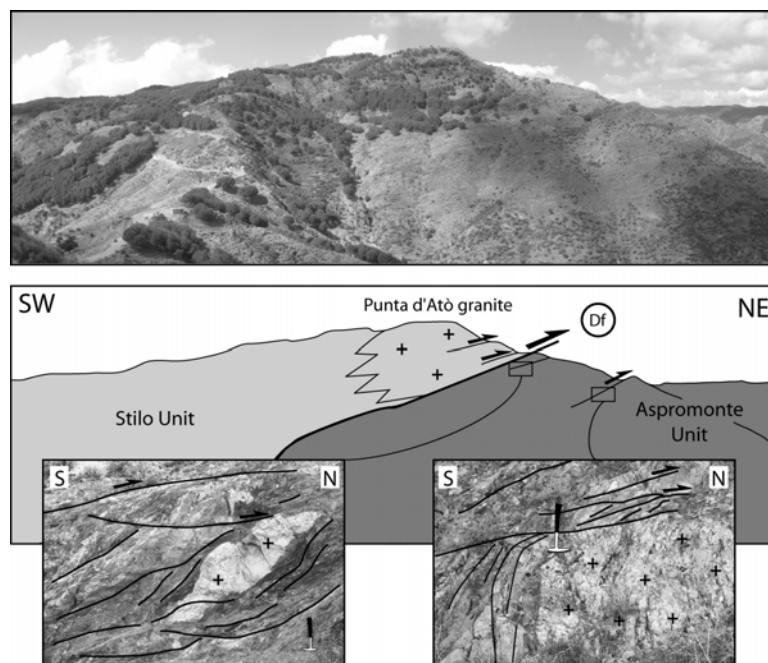 SW
Punta d'Atò granite
Df
NE
Stilo Unit
Aspromonte
Unit
S
N
S
N